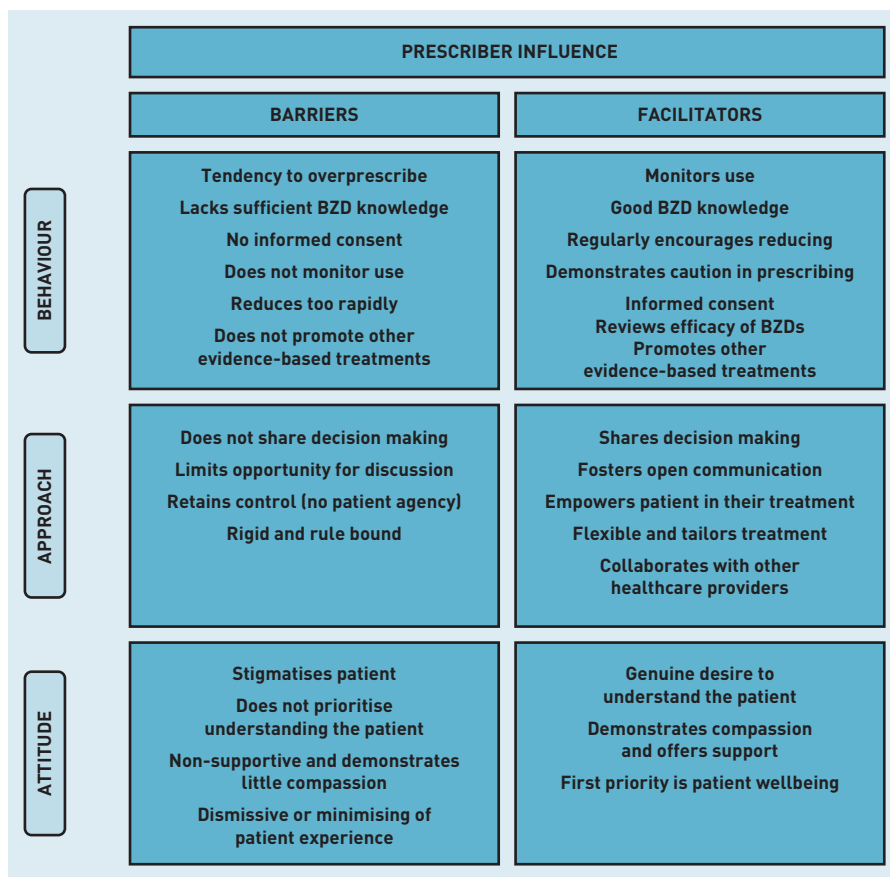 PRESCRIBER INFLUENCE
BARRIERS
FACILITATORS
BEHAVIOUR
Tendency to overprescribe
Lacks sufficient BZD knowledge
No informed consent
Does not monitor use
Reduces too rapidly
Does not promote other
evidence-based treatments
Monitors use
Good BZD knowledge
Regularly encourages reducing
Demonstrates caution in prescribing
Informed consent
Reviews efficacy of BZDs
Promotes other
evidence-based treatments
APPROACH
Does not share decision making
Limits opportunity for discussion
Retains control (no patient agency)
Rigid and rule bound
Shares decision making
Fosters open communication
Empowers patient in their treatment
Flexible and tailors treatment
Collaborates with other
healthcare providers
ATTITUDE
Stigmatises patient
Does not prioritise
understanding the patient
Non-supportive and demonstrates
little compassion
Dismissive or minimising of
patient experience
Genuine desire to
understand the patient
Demonstrates compassion
and offers support
First priority is patient wellbeing